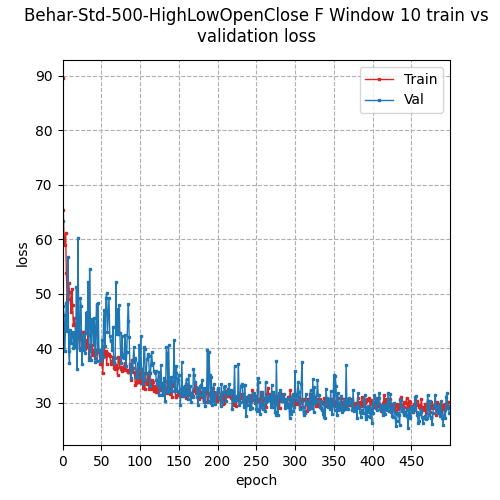 Behar-Std-500-HighLowOpenClose F Window 10 train vs
validation loss
Train
Val
90
80
70
60
50
40
30
loss
0 50 100 150 200 250 300 350 400 450
epoch